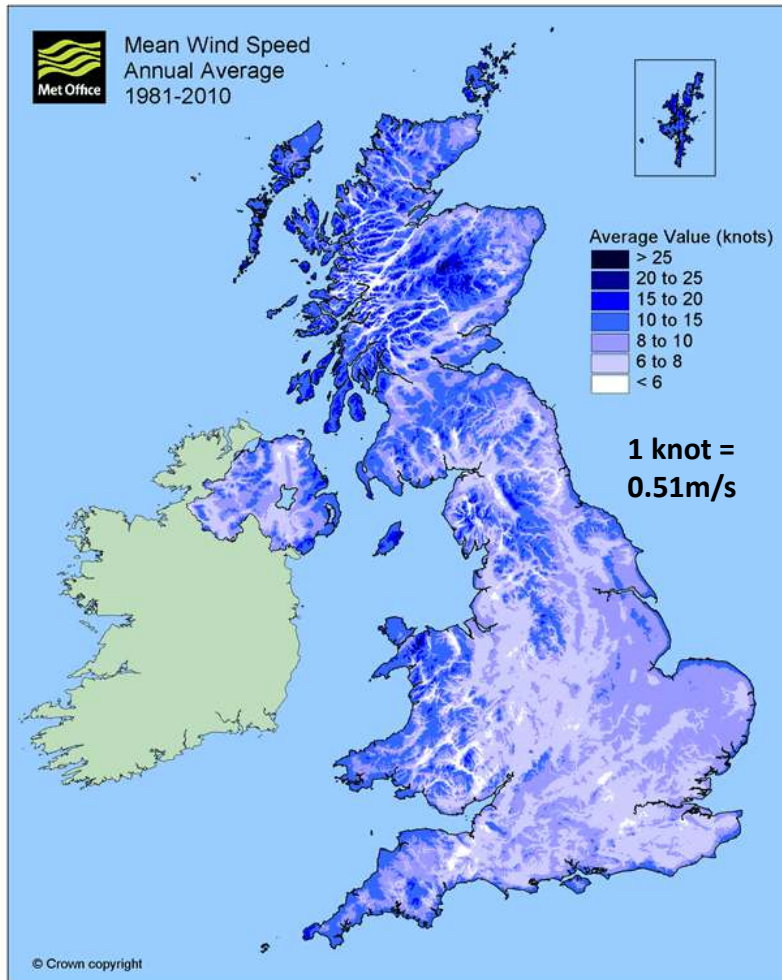 Met Office
Mean Wind Speed
Annual Average
1981-2010
Average Value (knots)
> 25
20 to 25
15 to 20
10 to 15
8 to 10
6 to 8
< 6
1 knot =
0.51m/s
© Crown copyright